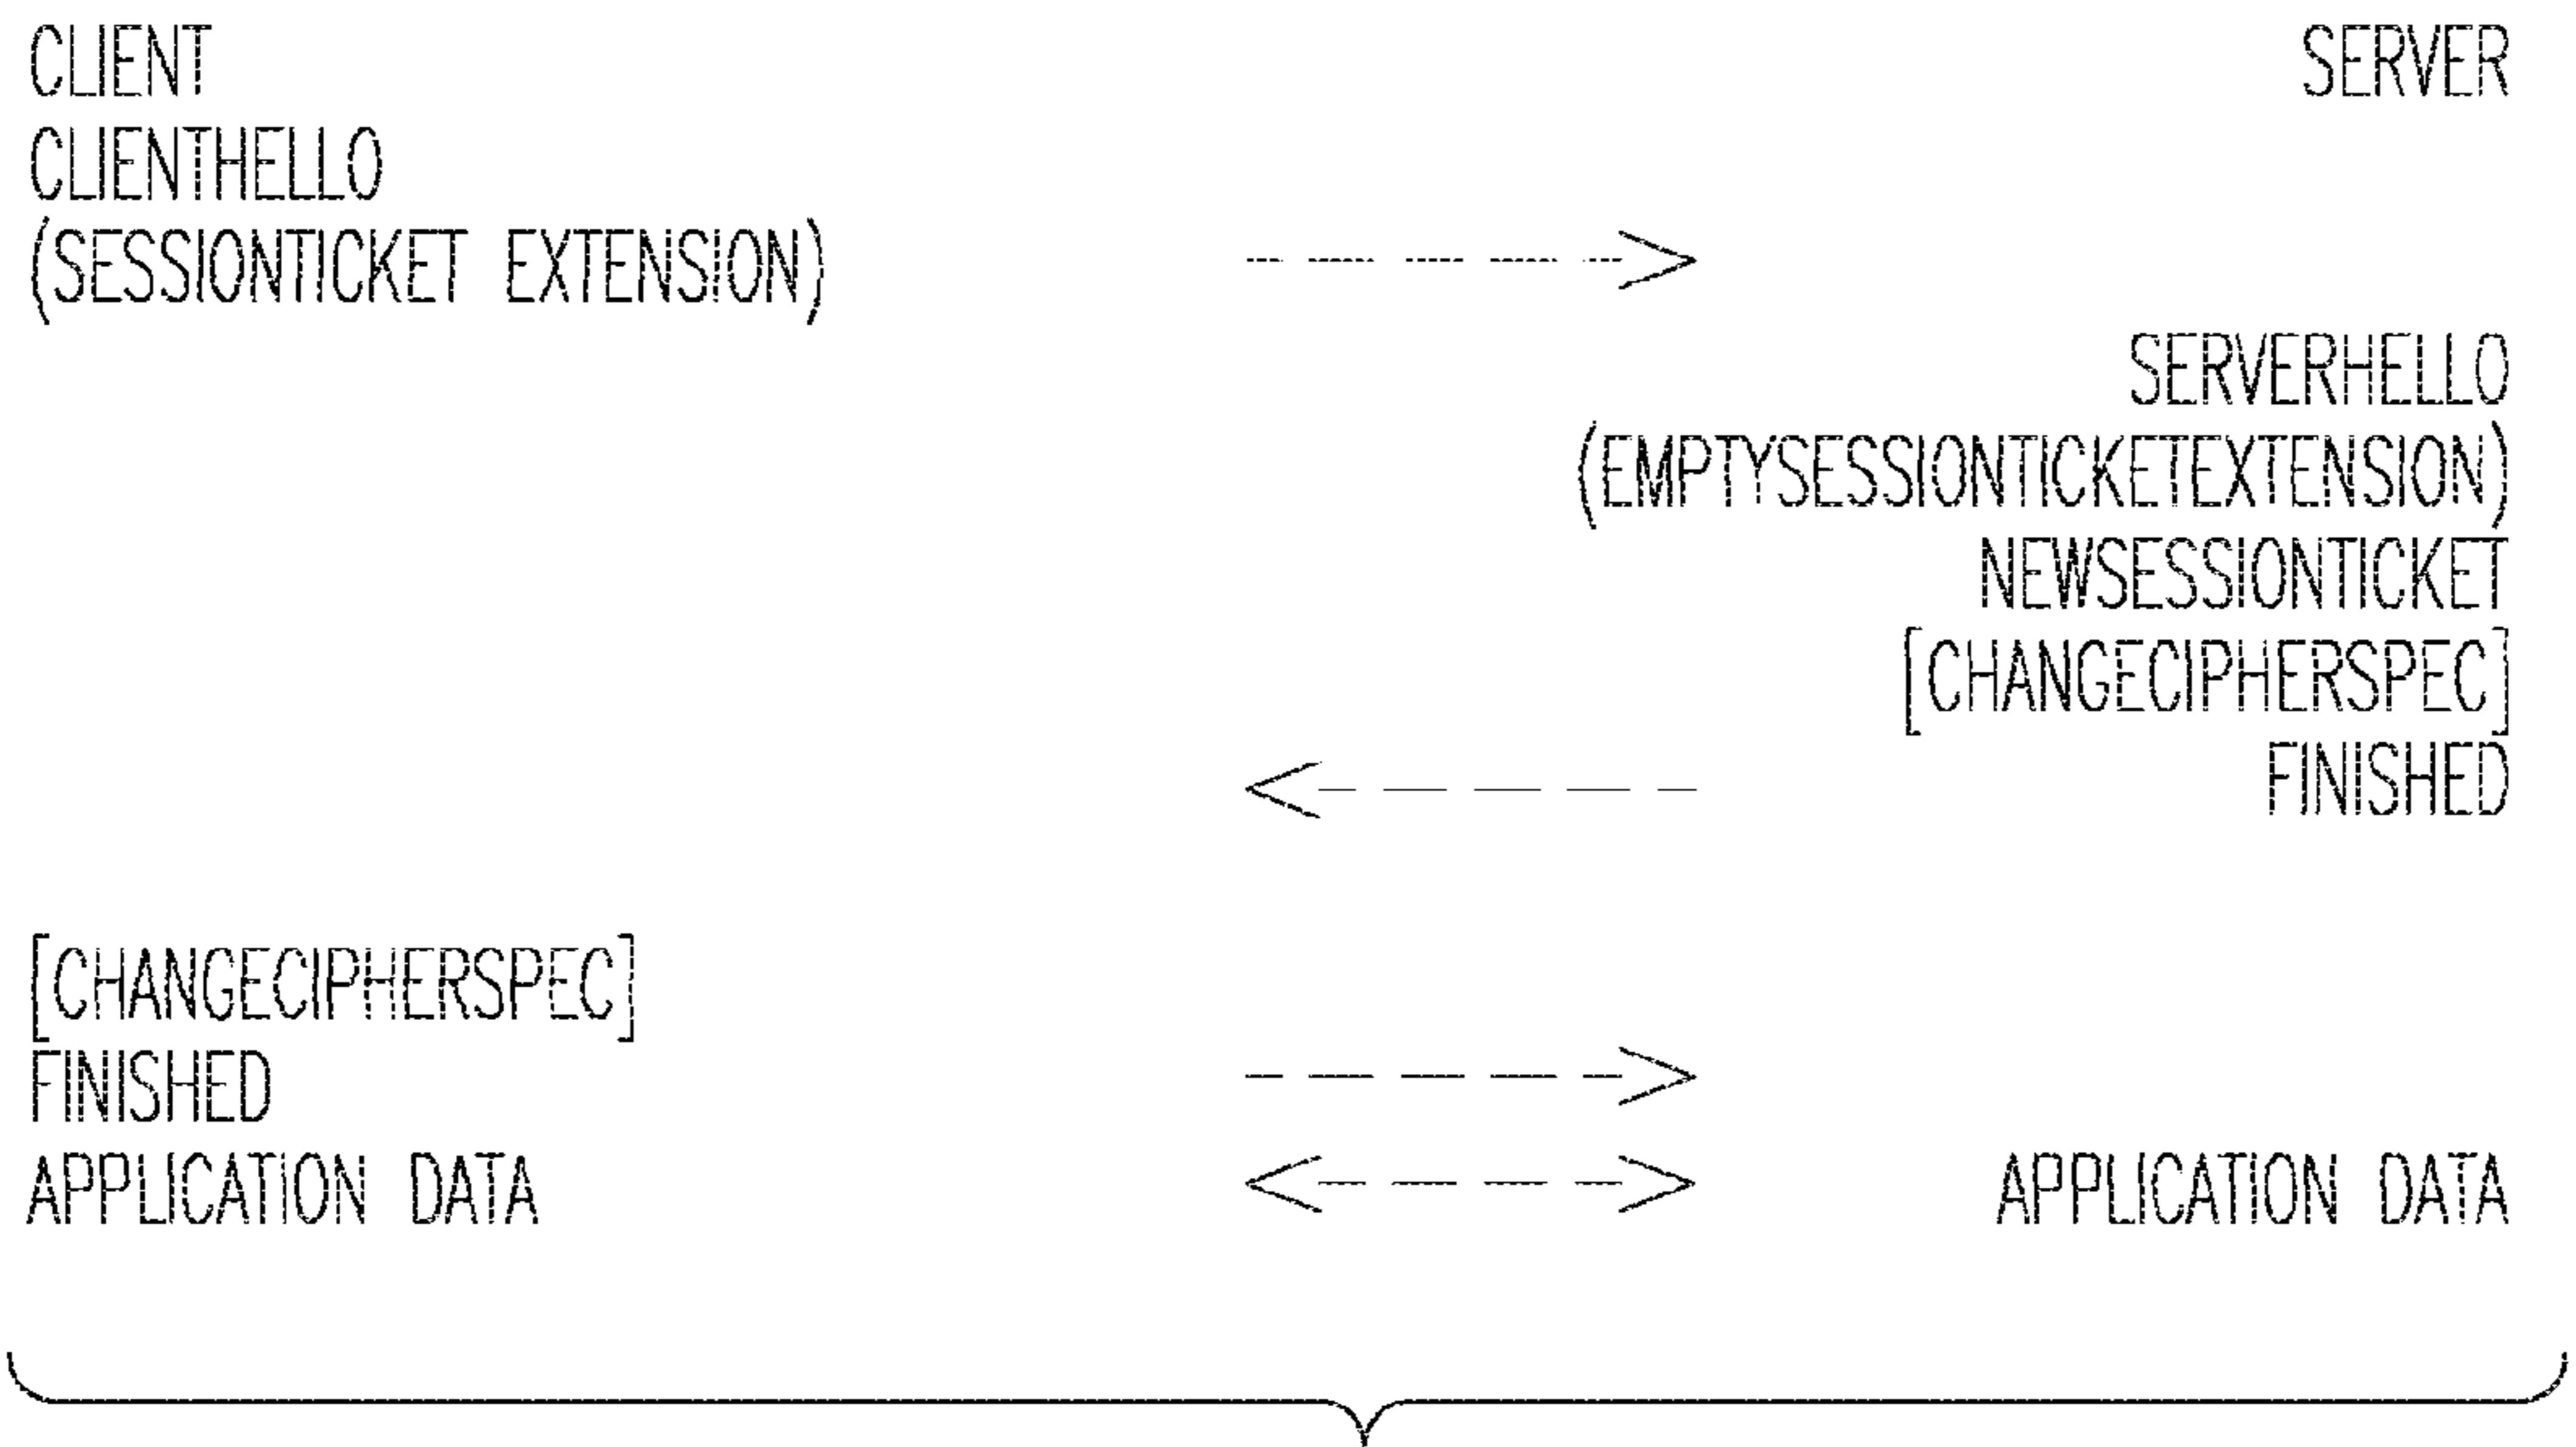 CLIENT SERVER
CLIENTHELLO
(SESSIONTICKET EXTENSION)
SERVERHELLO
(EMPTYSESSIONTICKETEXTENSION)
NEWSESSIONTICKET
[CHANGECIPHERSPEC]
FINISHED
[CHANGECIPHERSPEC]
FINISHED
APPLICATION DATA APPLICATION DATA